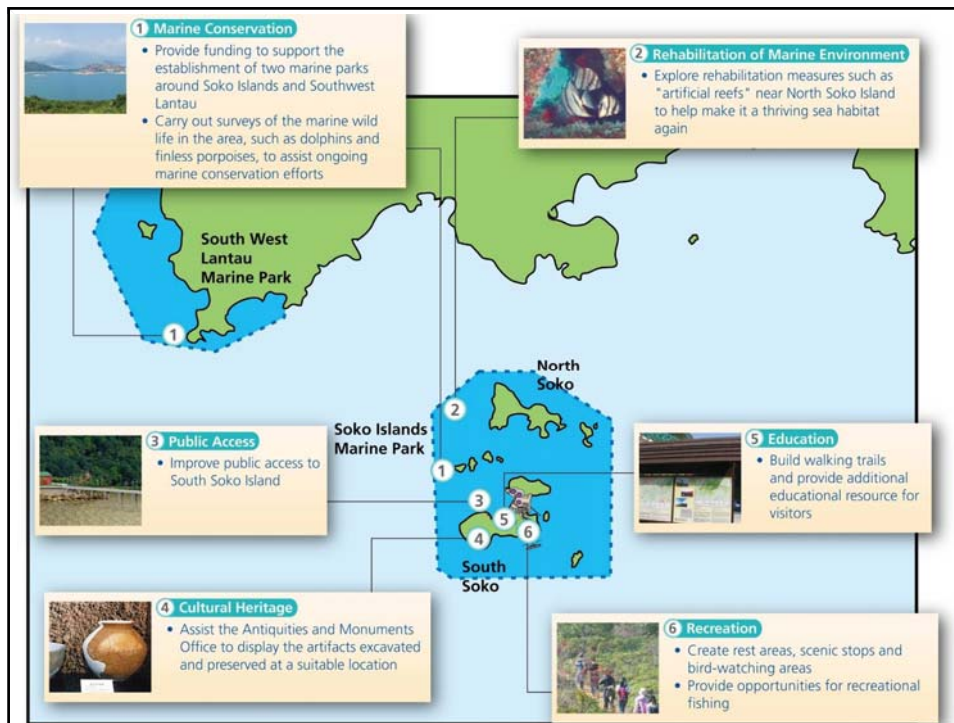 1 Marine Conservation
• Provide funding to support the
establishment of two marine parks
around Soko Islands and Southwest
Lantau
• Carry out surveys of the marine wild
life in the area, such as dolphins and
finless porpoises, to assist ongoing
marine conservation efforts
2 Rehabilitation of Marine Environment
• Explore rehabilitation measures such as
"artificial reefs" near North Soko Island
to help make it a thriving sea habitat
again
South West
Lantau
Marine Park
1
North
Soko
2
Soko Islands
Marine Park
1
3
5
4
6
South
Soko
3 Public Access
• Improve public access to
South Soko Island
5 Education
• Build walking trails
and provide additional
educational resource for
visitors
4 Cultural Heritage
• Assist the Antiquities and Monuments
Office to display the artifacts excavated
and preserved at a suitable location
6 Recreation
• Create rest areas, scenic stops and
bird-watching areas
• Provide opportunities for recreational
fishing